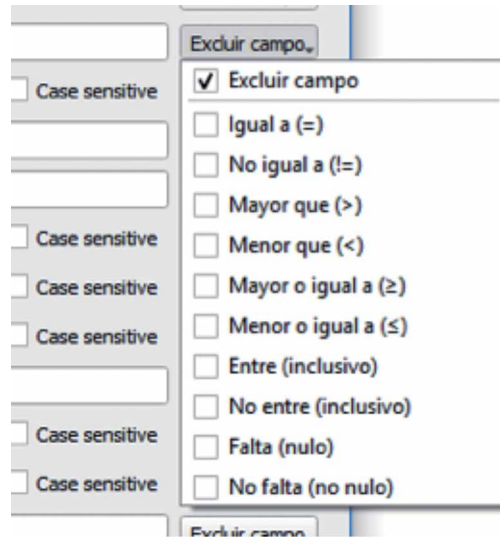 Excluir campo
Case sensitive
Excluir campo
Igual a (=)
No igual a (!=)
Mayor que (>)
Case sensitive
Menor que (<)
Case sensitive
Mayor o igual a (≥)
Case sensitive
Menor o igual a (≤)
Entre (inclusivo)
No entre (inclusivo)
Case sensitive
Falta (nulo)
Case sensitive
No falta (no nulo)
Excluir campo